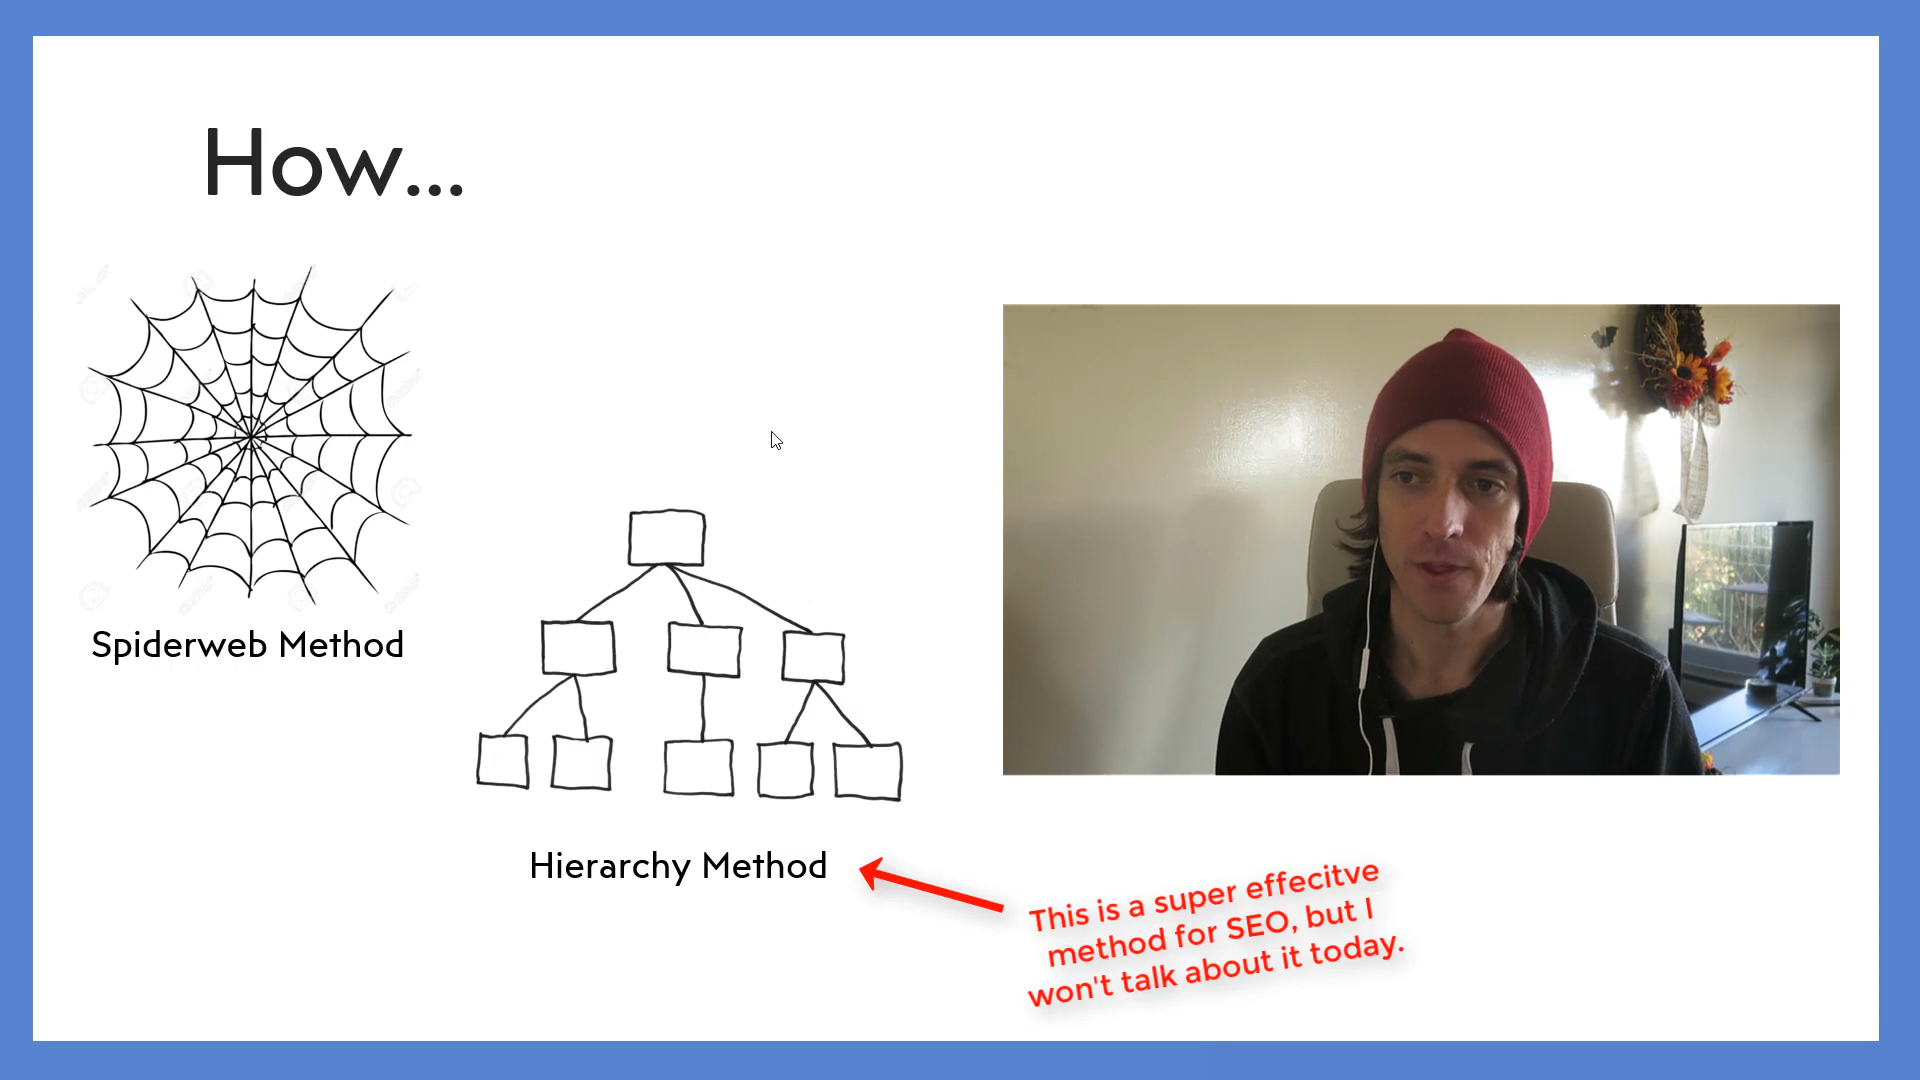 How...
Spiderweb Method
Hierarchy Method
This is a super effecitve
method for SEO, but I
won't talk about it today.